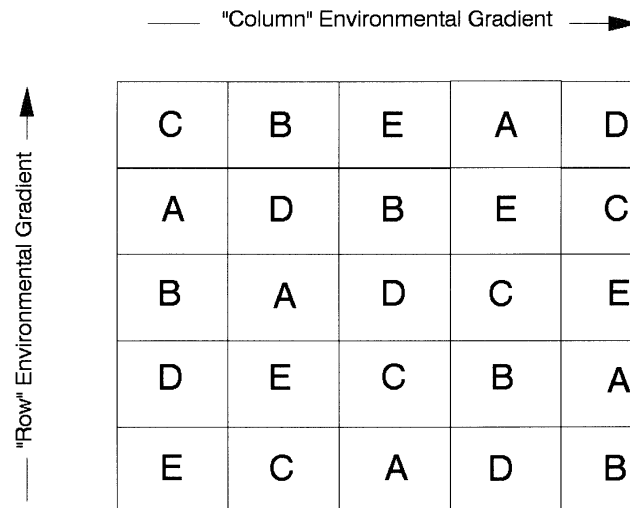 "Column" Environmental Gradient
"Row" Environmental Gradient
C B E A D
A D B E C
B A D C E
D E C B A
E C A D B